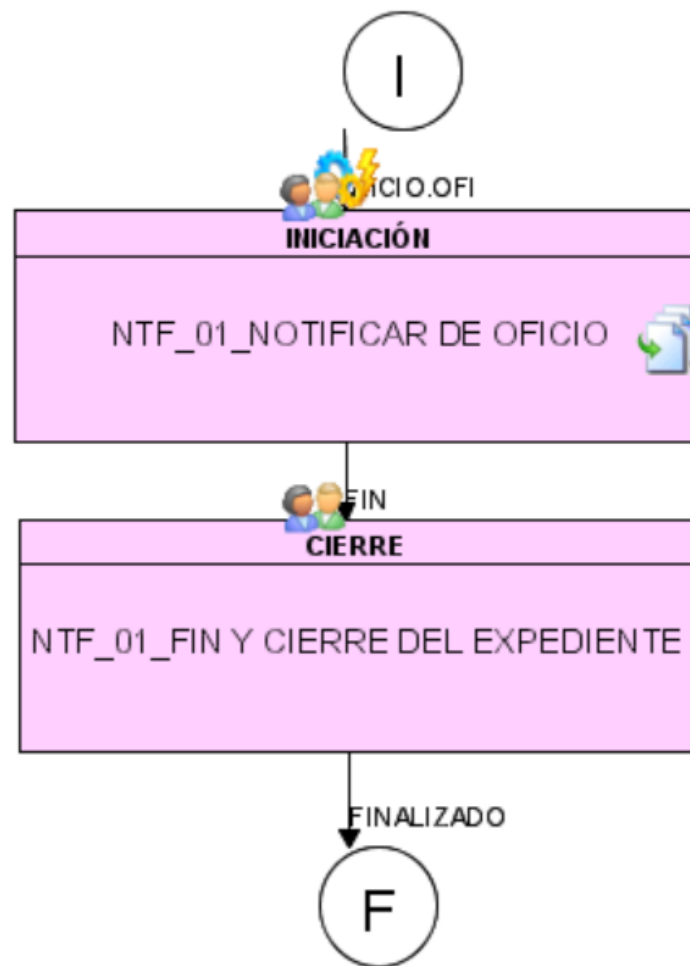 I
ICIO.OFI
INICIACIÓN
NTF_01_NOTIFICAR DE OFICIO
FIN
CIERRE
NTF_01_FIN Y CIERRE DEL EXPEDIENTE
FINALIZADO
F